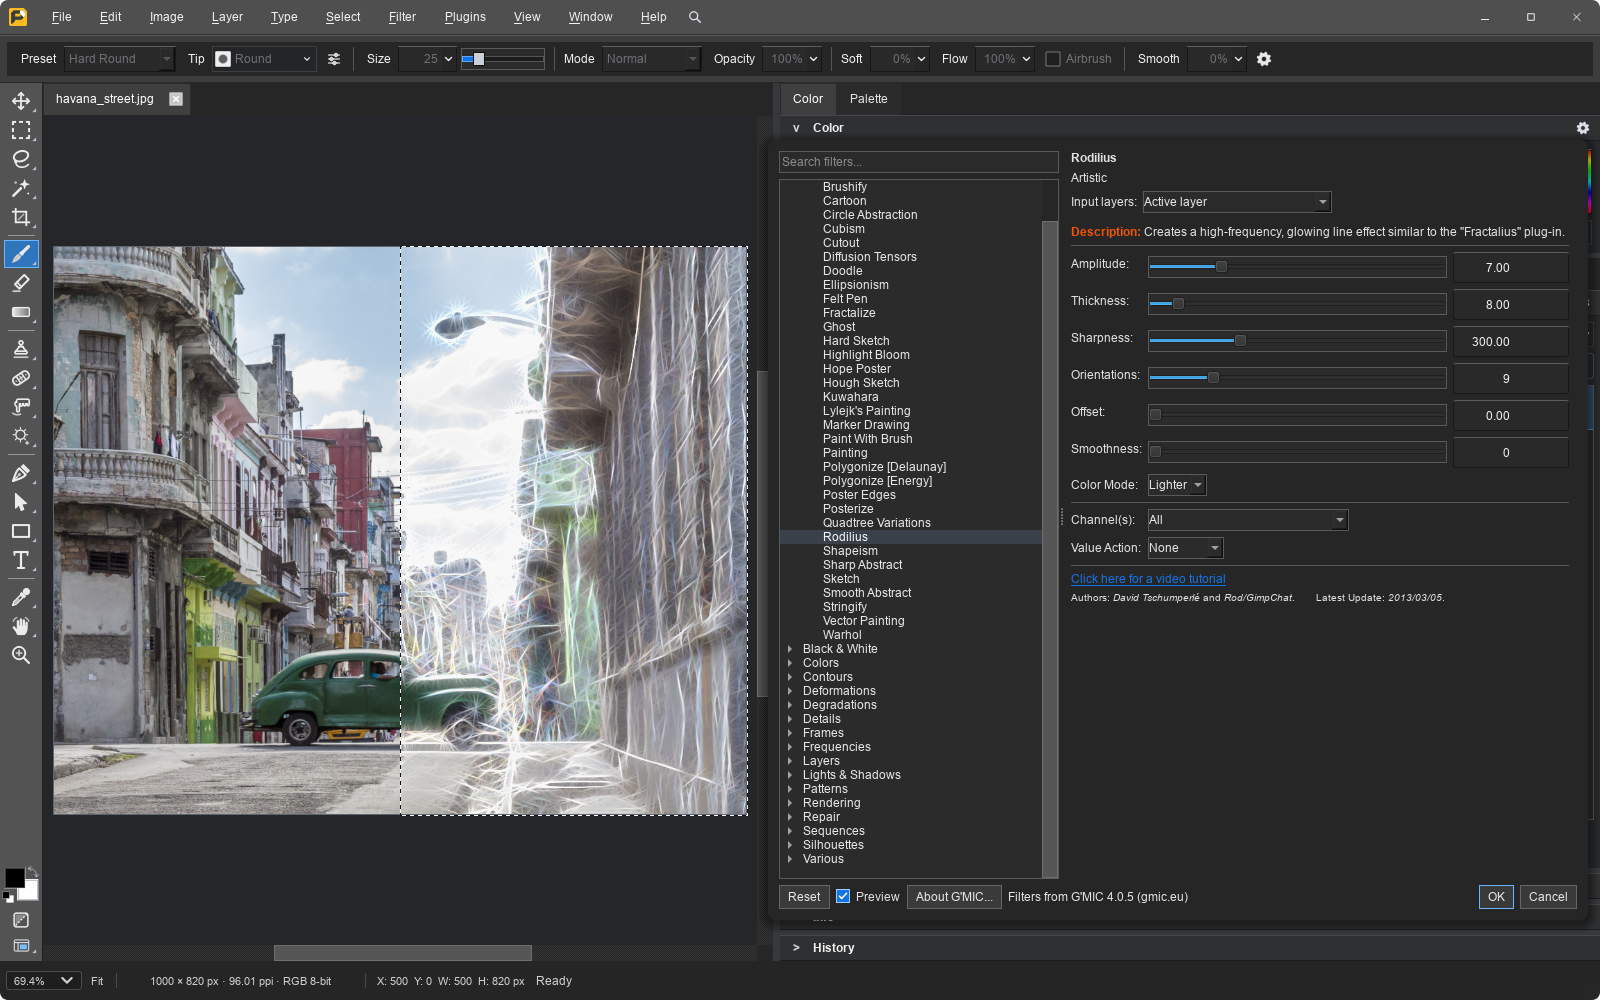 File Edit Image Layer Type Select Filter Plugins View Window Help
Preset Hard Round Tip Round Size 25 Mode Normal Opacity 100% Soft 0% Flow 100% Airbrush Smooth 0%
havana_street.jpg
Color Palette
Color
Search filters...
Brushify
Cartoon
Circle Abstraction
Cubism
Cutout
Diffusion Tensors
Doodle
Ellipsionism
Felt Pen
Fractalize
Ghost
Hard Sketch
Highlight Bloom
Hope Poster
Hough Sketch
Kuwahara
Lylejk's Painting
Marker Drawing
Paint With Brush
Painting
Polygonize [Delaunay]
Polygonize [Energy]
Poster Edges
Posterize
Quadtree Variations
Rodilius
Shapeism
Sharp Abstract
Sketch
Smooth Abstract
Stringify
Vector Painting
Warhol
Black & White
Colors
Contours
Deformations
Degradations
Details
Frames
Frequencies
Layers
Lights & Shadows
Patterns
Rendering
Repair
Sequences
Silhouettes
Various
Rodilius
Artistic
Input layers: Active layer
Description: Creates a high-frequency, glowing line effect similar to the "Fractalius" plug-in.
Amplitude: 7.00
Thickness: 8.00
Sharpness: 300.00
Orientations: 9
Offset: 0.00
Smoothness: 0
Color Mode: Lighter
Channel(s): All
Value Action: None
Click here for a video tutorial
Authors: David Tschumperlé and Rod/GimpChat. Latest Update: 2013/03/05.
Reset Preview About G'MIC... Filters from G'MIC 4.0.5 (gmic.eu) OK Cancel
History
69.4% Fit 1000 × 820 px · 96.01 ppi · RGB 8-bit X: 500 Y: 0 W: 500 H: 820 px Ready